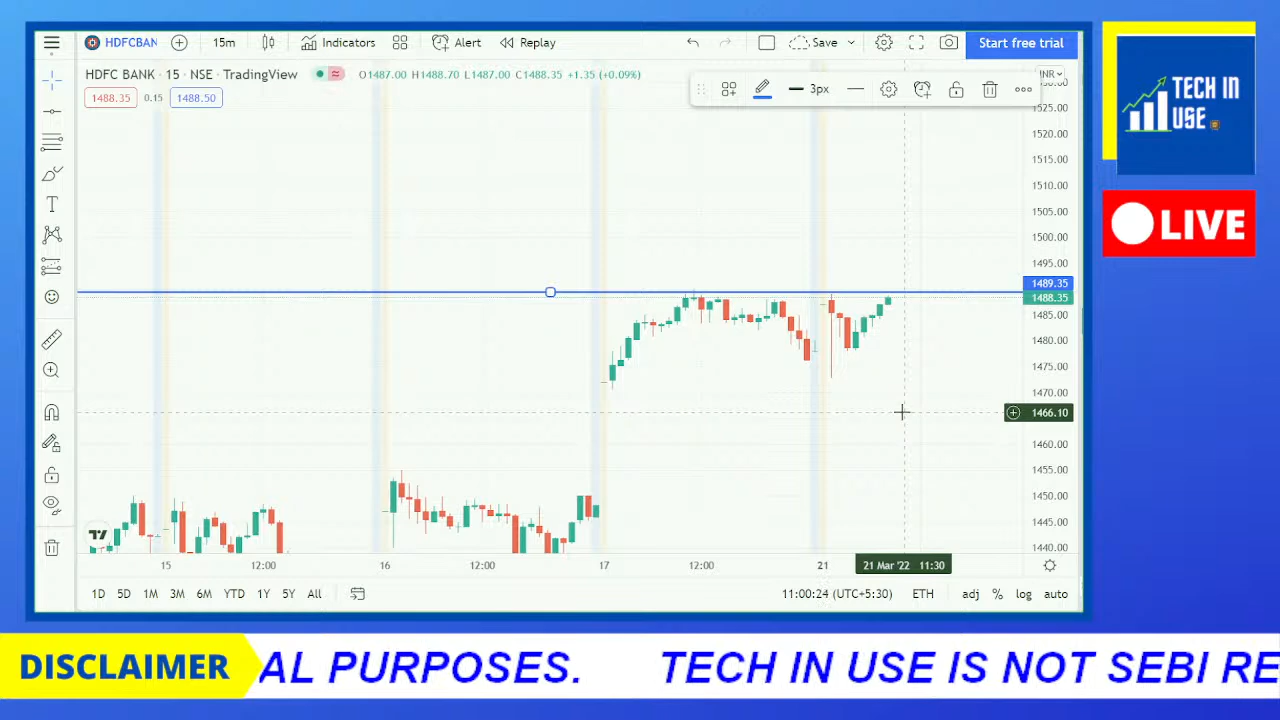 HDFCBAN 15m Indicators Alert Replay Save Start free trial
HDFC BANK · 15 · NSE · TradingView O1487.00 H1488.70 L1487.00 C1488.35 +1.35 (+0.09%)
1488.35 0.15 1488.50
3px
INR
1525.00
1520.00
1515.00
1510.00
1505.00
1500.00
1495.00
1489.35
1488.35
1485.00
1480.00
1475.00
1470.00
1466.10
1460.00
1455.00
1450.00
1445.00
1440.00
15 12:00 16 12:00 17 12:00 21 21 Mar '22 11:30
1D 5D 1M 3M 6M YTD 1Y 5Y All 11:00:24 (UTC+5:30) ETH adj % log auto
TECH IN
USE
LIVE
DISCLAIMER AL PURPOSES. TECH IN USE IS NOT SEBI RE